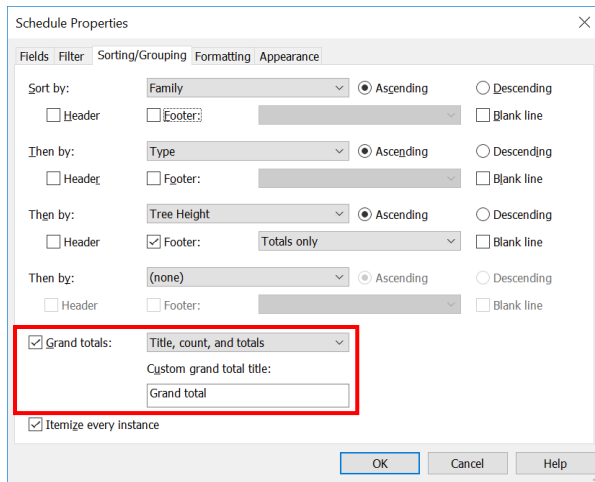 Schedule Properties
Fields Filter Sorting/Grouping Formatting Appearance
Sort by: Family Ascending Descending
Header Footer: Blank line
Then by: Type Ascending Descending
Header Footer: Blank line
Then by: Tree Height Ascending Descending
Header Footer: Totals only Blank line
Then by: (none) Ascending Descending
Header Footer: Blank line
Grand totals: Title, count, and totals
Custom grand total title:
Grand total
Itemize every instance
OK Cancel Help